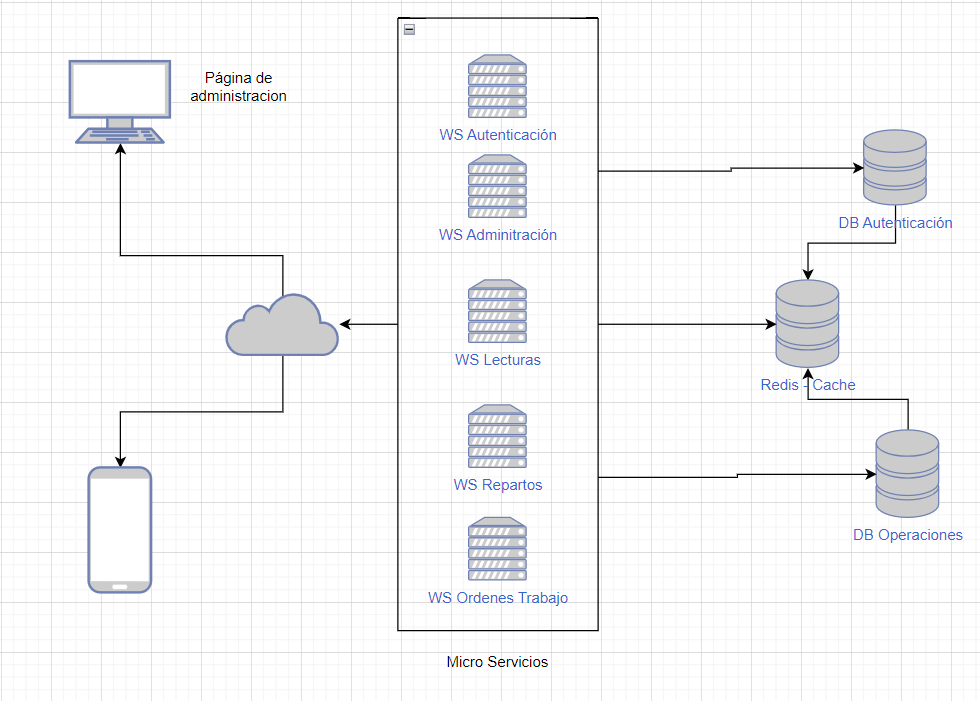 Página de
administracion
WS Autenticación
WS Adminitración
WS Lecturas
WS Repartos
WS Ordenes Trabajo
Micro Servicios
DB Autenticación
Redis - Cache
DB Operaciones